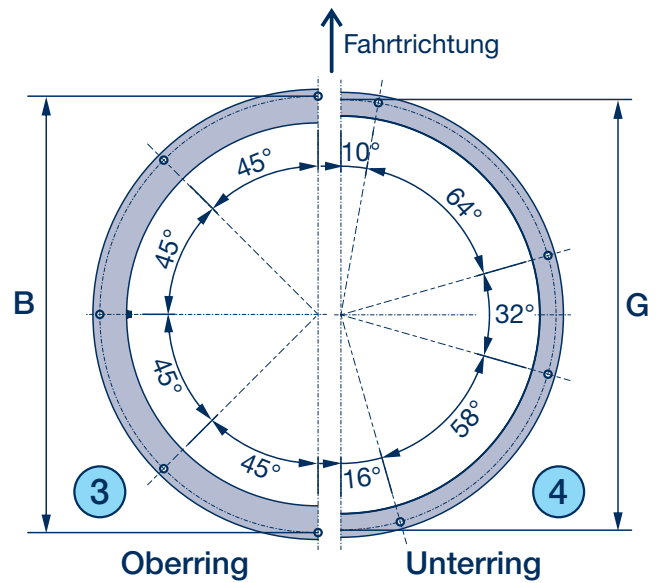 Fahrtrichtung
45°
10°
45°
64°
B
32°
G
45°
58°
45°
16°
3
4
Oberring
Unterring